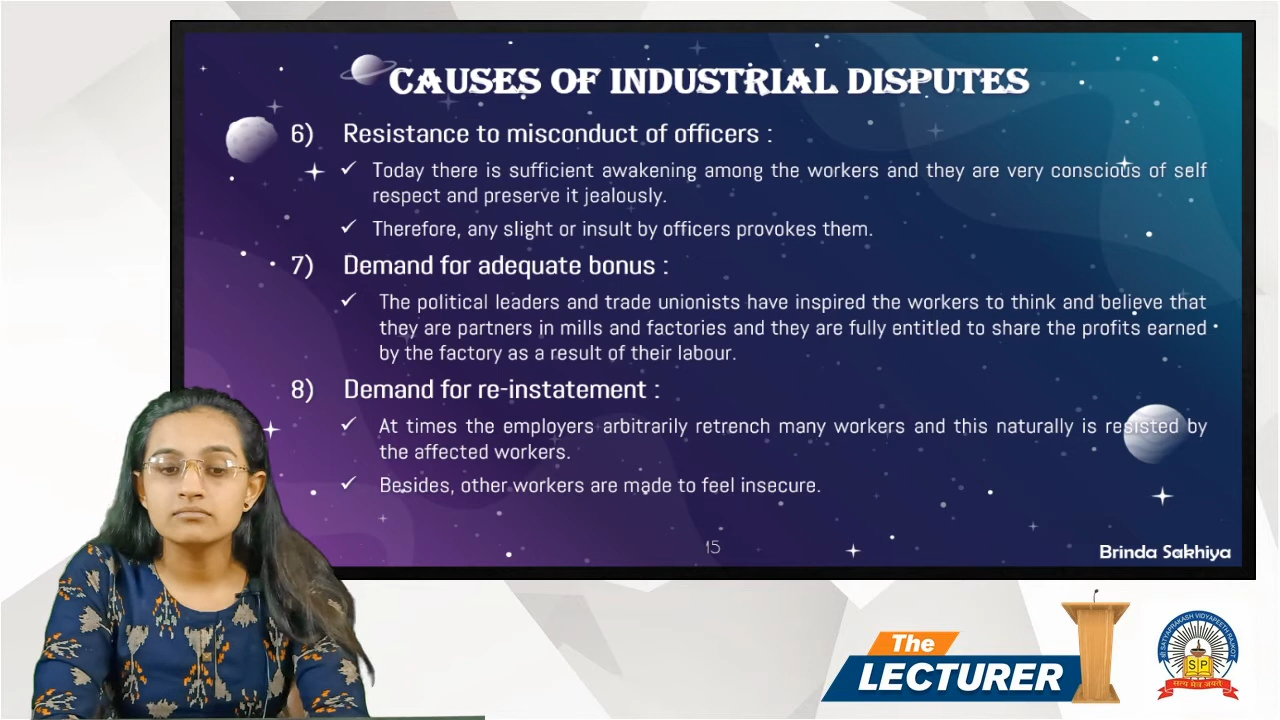 CAUSES OF INDUSTRIAL DISPUTES
6) Resistance to misconduct of officers :
✓ Today there is sufficient awakening among the workers and they are very conscious of self
respect and preserve it jealously.
✓ Therefore, any slight or insult by officers provokes them.
7) Demand for adequate bonus :
✓ The political leaders and trade unionists have inspired the workers to think and believe that
they are partners in mills and factories and they are fully entitled to share the profits earned
by the factory as a result of their labour.
8) Demand for re-instatement :
✓ At times the employers arbitrarily retrench many workers and this naturally is resisted by
the affected workers.
✓ Besides, other workers are made to feel insecure.
15
Brinda Sakhiya
The
LECTURER
SP
सत्य मेव जयते